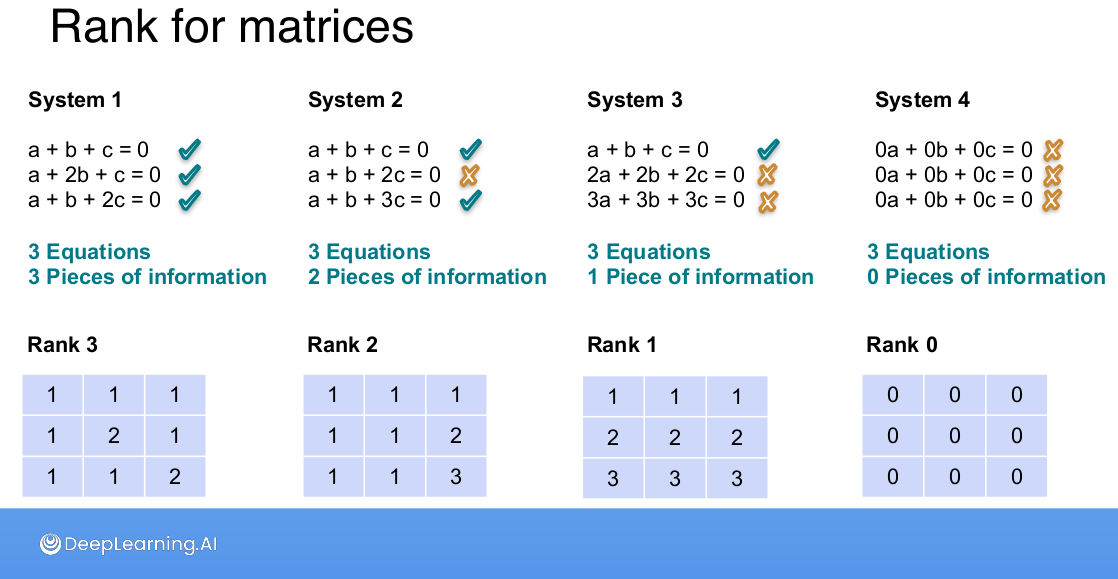 Rank for matrices
System 1
a + b + c = 0
a + 2b + c = 0
a + b + 2c = 0
3 Equations
3 Pieces of information
Rank 3
1 1 1
1 2 1
1 1 2
System 2
a + b + c = 0
a + b + 2c = 0
a + b + 3c = 0
3 Equations
2 Pieces of information
Rank 2
1 1 1
1 1 2
1 1 3
System 3
a + b + c = 0
2a + 2b + 2c = 0
3a + 3b + 3c = 0
3 Equations
1 Piece of information
Rank 1
1 1 1
2 2 2
3 3 3
System 4
0a + 0b + 0c = 0
0a + 0b + 0c = 0
0a + 0b + 0c = 0
3 Equations
0 Pieces of information
Rank 0
0 0 0
0 0 0
0 0 0
DeepLearning.AI